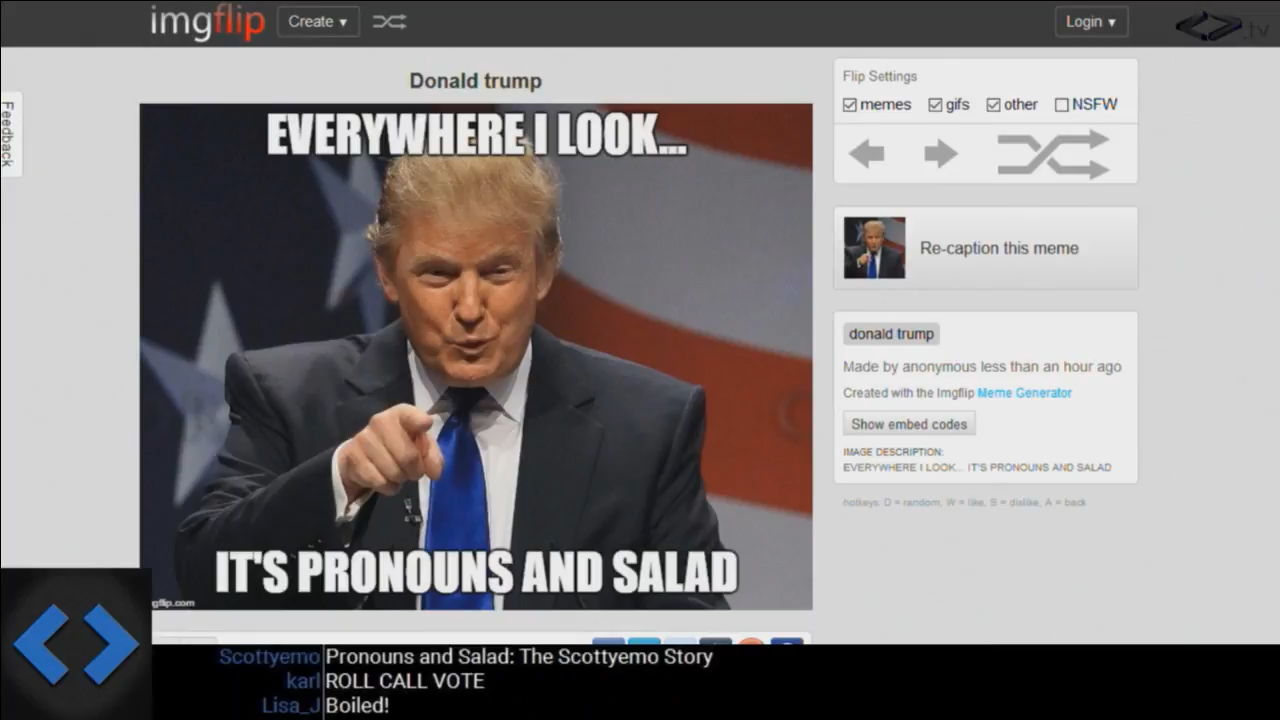 imgflip
Create ▾
Login ▾
.tv
Feedback
Donald trump
EVERYWHERE I LOOK...
IT'S PRONOUNS AND SALAD
gflip.com
Flip Settings
memes gifs other NSFW
Re-caption this meme
donald trump
Made by anonymous less than an hour ago
Created with the Imgflip Meme Generator
Show embed codes
IMAGE DESCRIPTION:
EVERYWHERE I LOOK... IT'S PRONOUNS AND SALAD
hotkeys: D = random, W = like, S = dislike, A = back
Scottyemo Pronouns and Salad: The Scottyemo Story
karl ROLL CALL VOTE
Lisa_J Boiled!